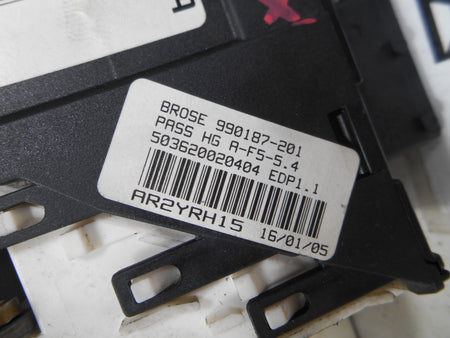 BROSE 990187-201
PASS HG A-F5-5.4
503620020404 EDP1.1
AR2YRH15 16/01/05